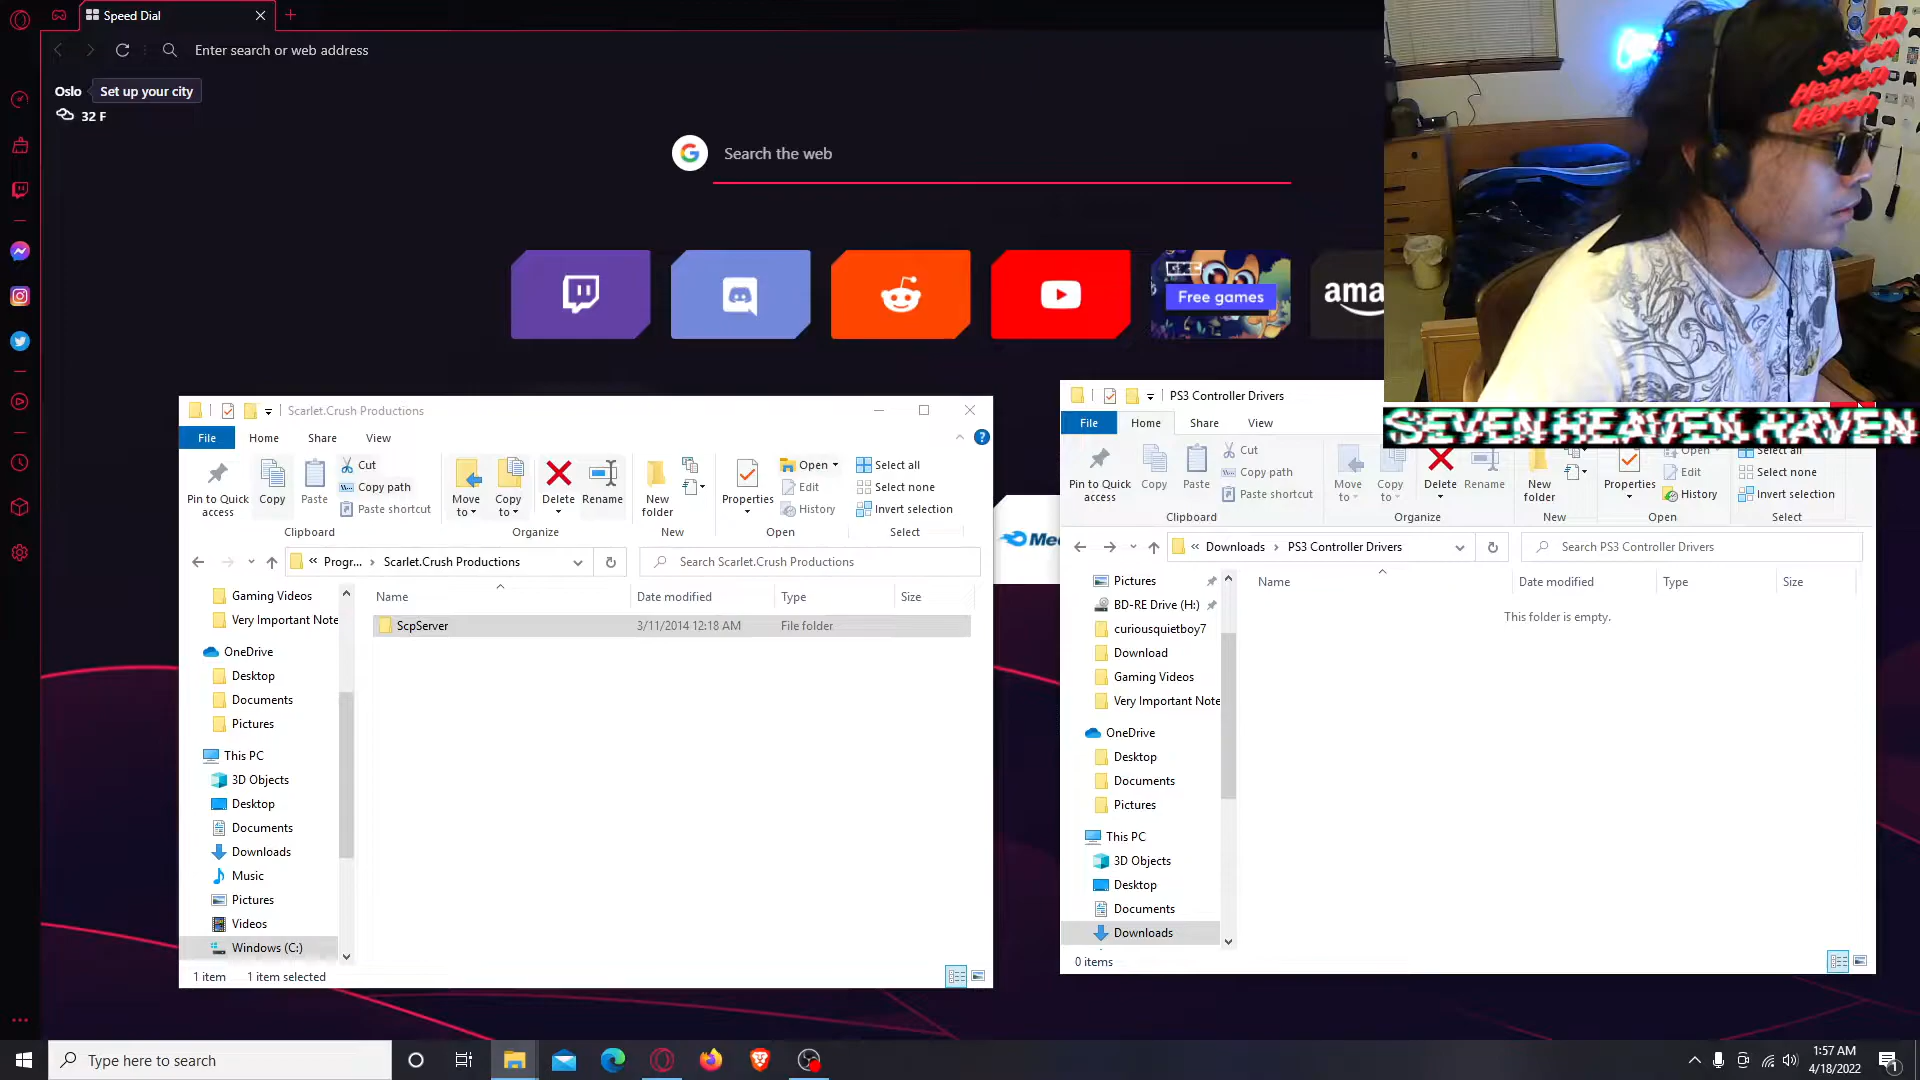 Speed Dial
Enter search or web address
Oslo
Set up your city
32 F
Search the web
Free games
ama
Seven
Heaven
Haven
SEVEN HEAVEN HAVEN
Scarlet.Crush Productions
File
Home
Share
View
Pin to Quick access
Copy
Paste
Cut
Copy path
Paste shortcut
Clipboard
Move to
Copy to
Delete
Rename
Organize
New folder
New
Properties
Open
Edit
History
Open
Select all
Select none
Invert selection
Select
« Progr... › Scarlet.Crush Productions
Search Scarlet.Crush Productions
Name
Date modified
Type
Size
ScpServer
3/11/2014 12:18 AM
File folder
Gaming Videos
Very Important Note
OneDrive
Desktop
Documents
Pictures
This PC
3D Objects
Desktop
Documents
Downloads
Music
Pictures
Videos
Windows (C:)
1 item
1 item selected
Me
PS3 Controller Drivers
File
Home
Share
View
Pin to Quick access
Copy
Paste
Cut
Copy path
Paste shortcut
Clipboard
Move to
Copy to
Delete
Rename
Organize
New folder
New
Properties
Open
Edit
History
Open
Select all
Select none
Invert selection
Select
« Downloads › PS3 Controller Drivers
Search PS3 Controller Drivers
Name
Date modified
Type
Size
This folder is empty.
Pictures
BD-RE Drive (H:)
curiousquietboy7
Download
Gaming Videos
Very Important Note
OneDrive
Desktop
Documents
Pictures
This PC
3D Objects
Desktop
Documents
Downloads
0 items
Type here to search
1:57 AM
4/18/2022
1